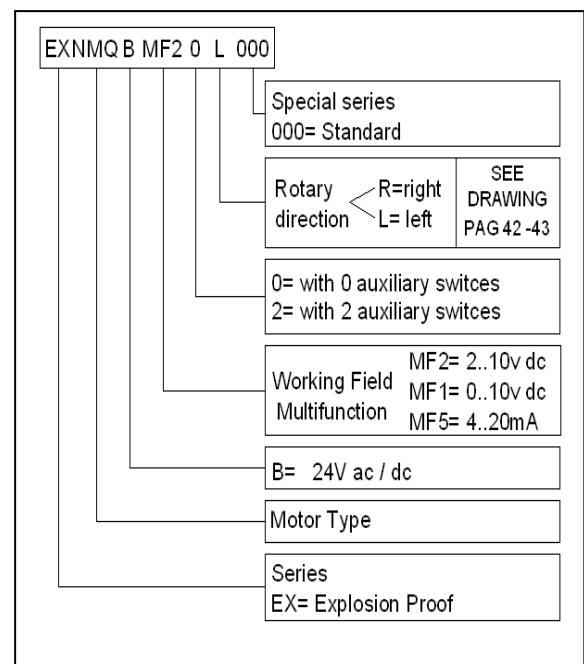 EXNMQ B MF2 0 L 000
Special series
000= Standard
Rotary direction
R=right
L= left
SEE
DRAWING
PAG 42 -43
0= with 0 auxiliary switces
2= with 2 auxiliary switces
Working Field
Multifunction
MF2= 2..10v dc
MF1= 0..10v dc
MF5= 4..20mA
B= 24V ac / dc
Motor Type
Series
EX= Explosion Proof